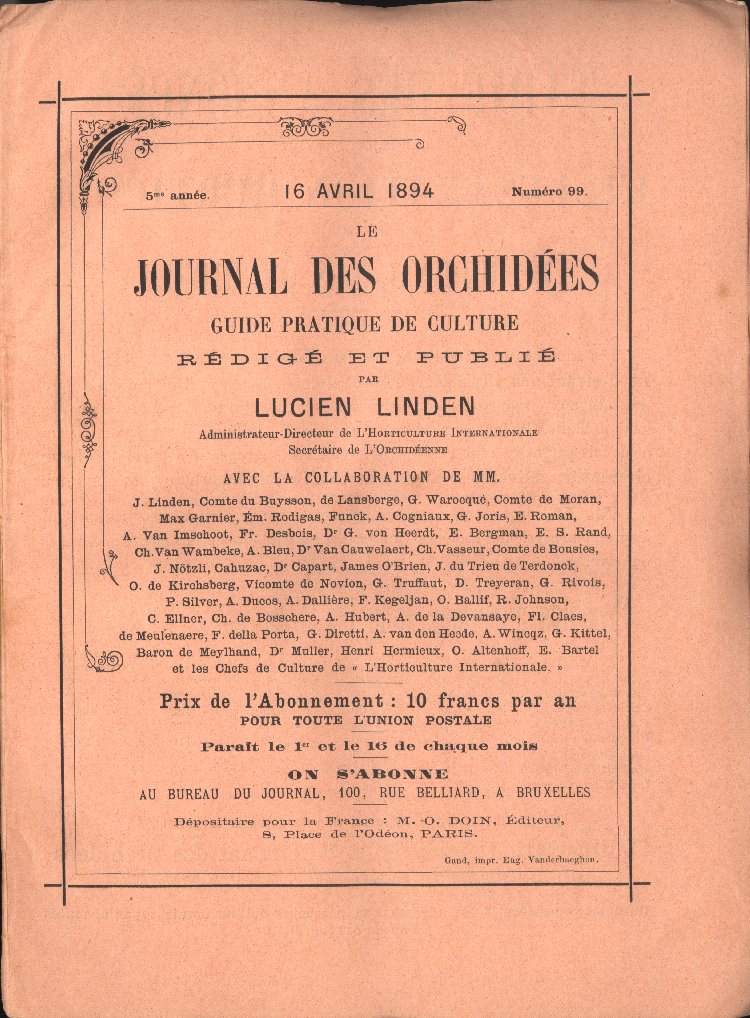 5me année.
16 AVRIL 1894
Numéro 99.
LE
JOURNAL DES ORCHIDÉES
GUIDE PRATIQUE DE CULTURE
RÉDIGÉ ET PUBLIÉ
PAR
LUCIEN LINDEN
Administrateur-Directeur de L'HORTICULTURE INTERNATIONALE
Secrétaire de L'ORCHIDÉENNE
AVEC LA COLLABORATION DE MM.
J. Linden, Comte du Buysson, de Lansberge, G. Warocqué, Comte de Moran,
Max Garnier, Ém. Rodigas, Funck, A. Cogniaux, G. Joris, E. Roman,
A. Van Imschoot, Fr. Desbois, Dr G. von Heerdt, E. Bergman, E. S. Rand,
Ch. Van Wambeke, A. Bleu, Dr Van Cauwelaert, Ch. Vasseur, Comte de Bousies,
J. Nötzli, Cahuzac, Dr Capart, James O'Brien, J. du Trieu de Terdonck,
O. de Kirchsberg, Vicomte de Novion, G. Truffaut, D. Treyeran, G. Rivois,
P. Silver, A. Ducos, A. Dallière, F. Kegeljan, O. Ballif, R. Johnson,
C. Ellner, Ch. de Bosschere, A. Hubert, A. de la Devansaye, Fl. Claes,
de Meulenaere, F. della Porta, G. Diretti, A. van den Heede, A. Wincqz, G. Kittel,
Baron de Meylhand, Dr Muller, Henri Hermieux, O. Altenhoff, E. Bartel
et les Chefs de Culture de « L'Horticulture Internationale. »
Prix de l'Abonnement : 10 francs par an
POUR TOUTE L'UNION POSTALE
Paraît le 1er et le 16 de chaque mois
ON S'ABONNE
AU BUREAU DU JOURNAL, 100, RUE BELLIARD, A BRUXELLES
Dépositaire pour la France : M. O. DOIN, Éditeur,
8, Place de l'Odéon, PARIS.
Gand, impr. Eug. Vanderhaeghen.